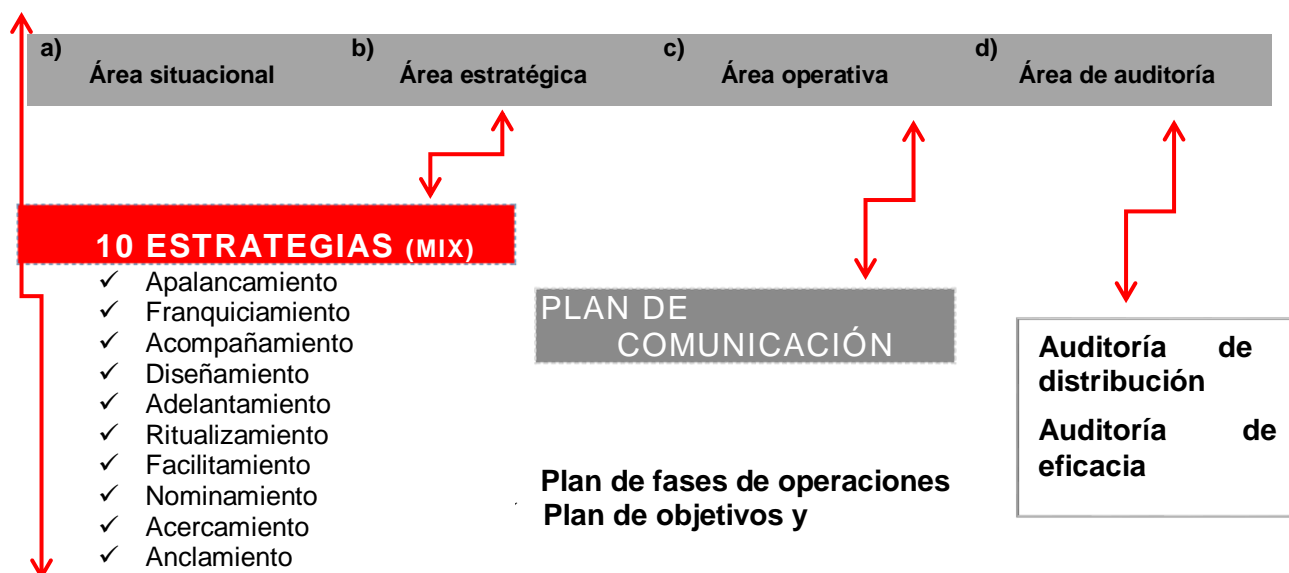 a)
Área situacional
b)
Área estratégica
c)
Área operativa
d)
Área de auditoría
10 ESTRATEGIAS (MIX)
✓ Apalancamiento
✓ Franquiciamiento
✓ Acompañamiento
✓ Diseñamiento
✓ Adelantamiento
✓ Ritualizamiento
✓ Facilitamiento
✓ Nominamiento
✓ Acercamiento
✓ Anclamiento
PLAN DE
COMUNICACIÓN
Plan de fases de operaciones
Plan de objetivos y
Auditoría de
distribución
Auditoría de
eficacia